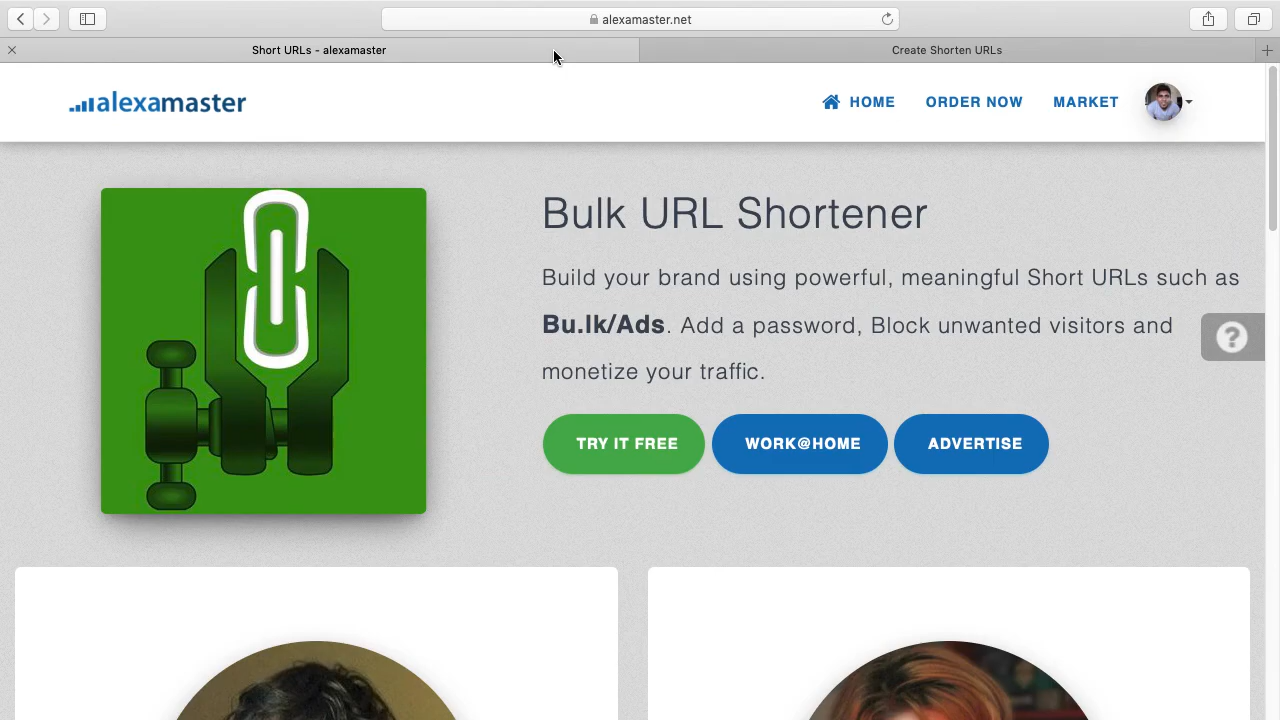 alexamaster.net
Short URLs - alexamaster
Create Shorten URLs
alexamaster
HOME
ORDER NOW
MARKET
Bulk URL Shortener
Build your brand using powerful, meaningful Short URLs such as
Bu.lk/Ads. Add a password, Block unwanted visitors and
monetize your traffic.
TRY IT FREE
WORK@HOME
ADVERTISE
?